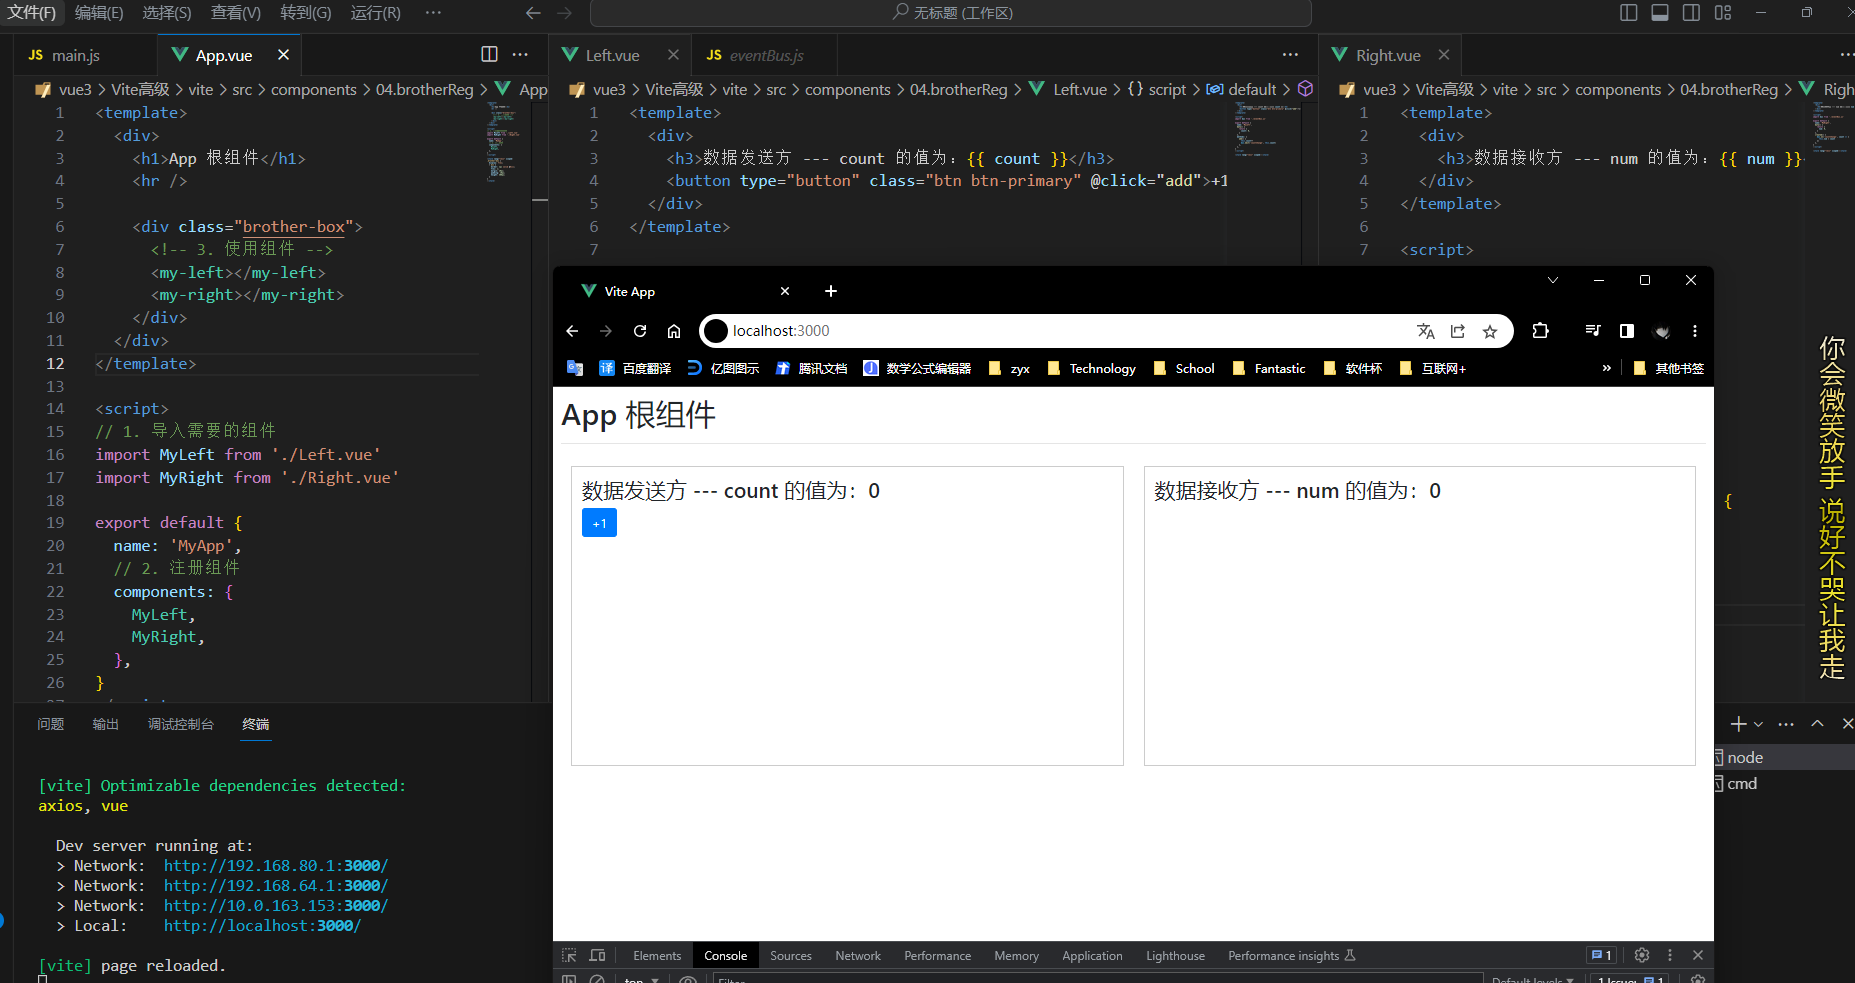 文件(F) 编辑(E) 选择(S) 查看(V) 转到(G) 运行(R) ··· 无标题 (工作区)
JS main.js App.vue
vue3 > Vite高级 > vite > src > components > 04.brotherReg > App
1 <template>
2 <div>
3 <h1>App 根组件</h1>
4 <hr />
5
6 <div class="brother-box">
7 <!-- 3. 使用组件 -->
8 <my-left></my-left>
9 <my-right></my-right>
10 </div>
11 </div>
12 </template>
13
14 <script>
15 // 1. 导入需要的组件
16 import MyLeft from './Left.vue'
17 import MyRight from './Right.vue'
18
19 export default {
20 name: 'MyApp',
21 // 2. 注册组件
22 components: {
23 MyLeft,
24 MyRight,
25 },
26 }
Left.vue JS eventBus.js
vue3 > Vite高级 > vite > src > components > 04.brotherReg > Left.vue > {} script > default >
1 <template>
2 <div>
3 <h3>数据发送方 --- count 的值为：{{ count }}</h3>
4 <button type="button" class="btn btn-primary" @click="add">+1
5 </div>
6 </template>
7
Right.vue
vue3 > Vite高级 > vite > src > components > 04.brotherReg > Righ
1 <template>
2 <div>
3 <h3>数据接收方 --- num 的值为：{{ num }}
4 </div>
5 </template>
6
7 <script>
{
Vite App
localhost:3000
译 百度翻译 亿图图示 腾讯文档 数学公式编辑器 zyx Technology School Fantastic 软件杯 互联网+ » 其他书签
App 根组件
数据发送方 --- count 的值为：0
+1
数据接收方 --- num 的值为：0
Elements Console Sources Network Performance Memory Application Lighthouse Performance insights 1
top Filter Default levels 1 Issue: 1
你会微笑放手 说好不哭让我走
问题 输出 调试控制台 终端
[vite] Optimizable dependencies detected:
axios, vue
Dev server running at:
> Network: http://192.168.80.1:3000/
> Network: http://192.168.64.1:3000/
> Network: http://10.0.163.153:3000/
> Local: http://localhost:3000/
[vite] page reloaded.
node
cmd